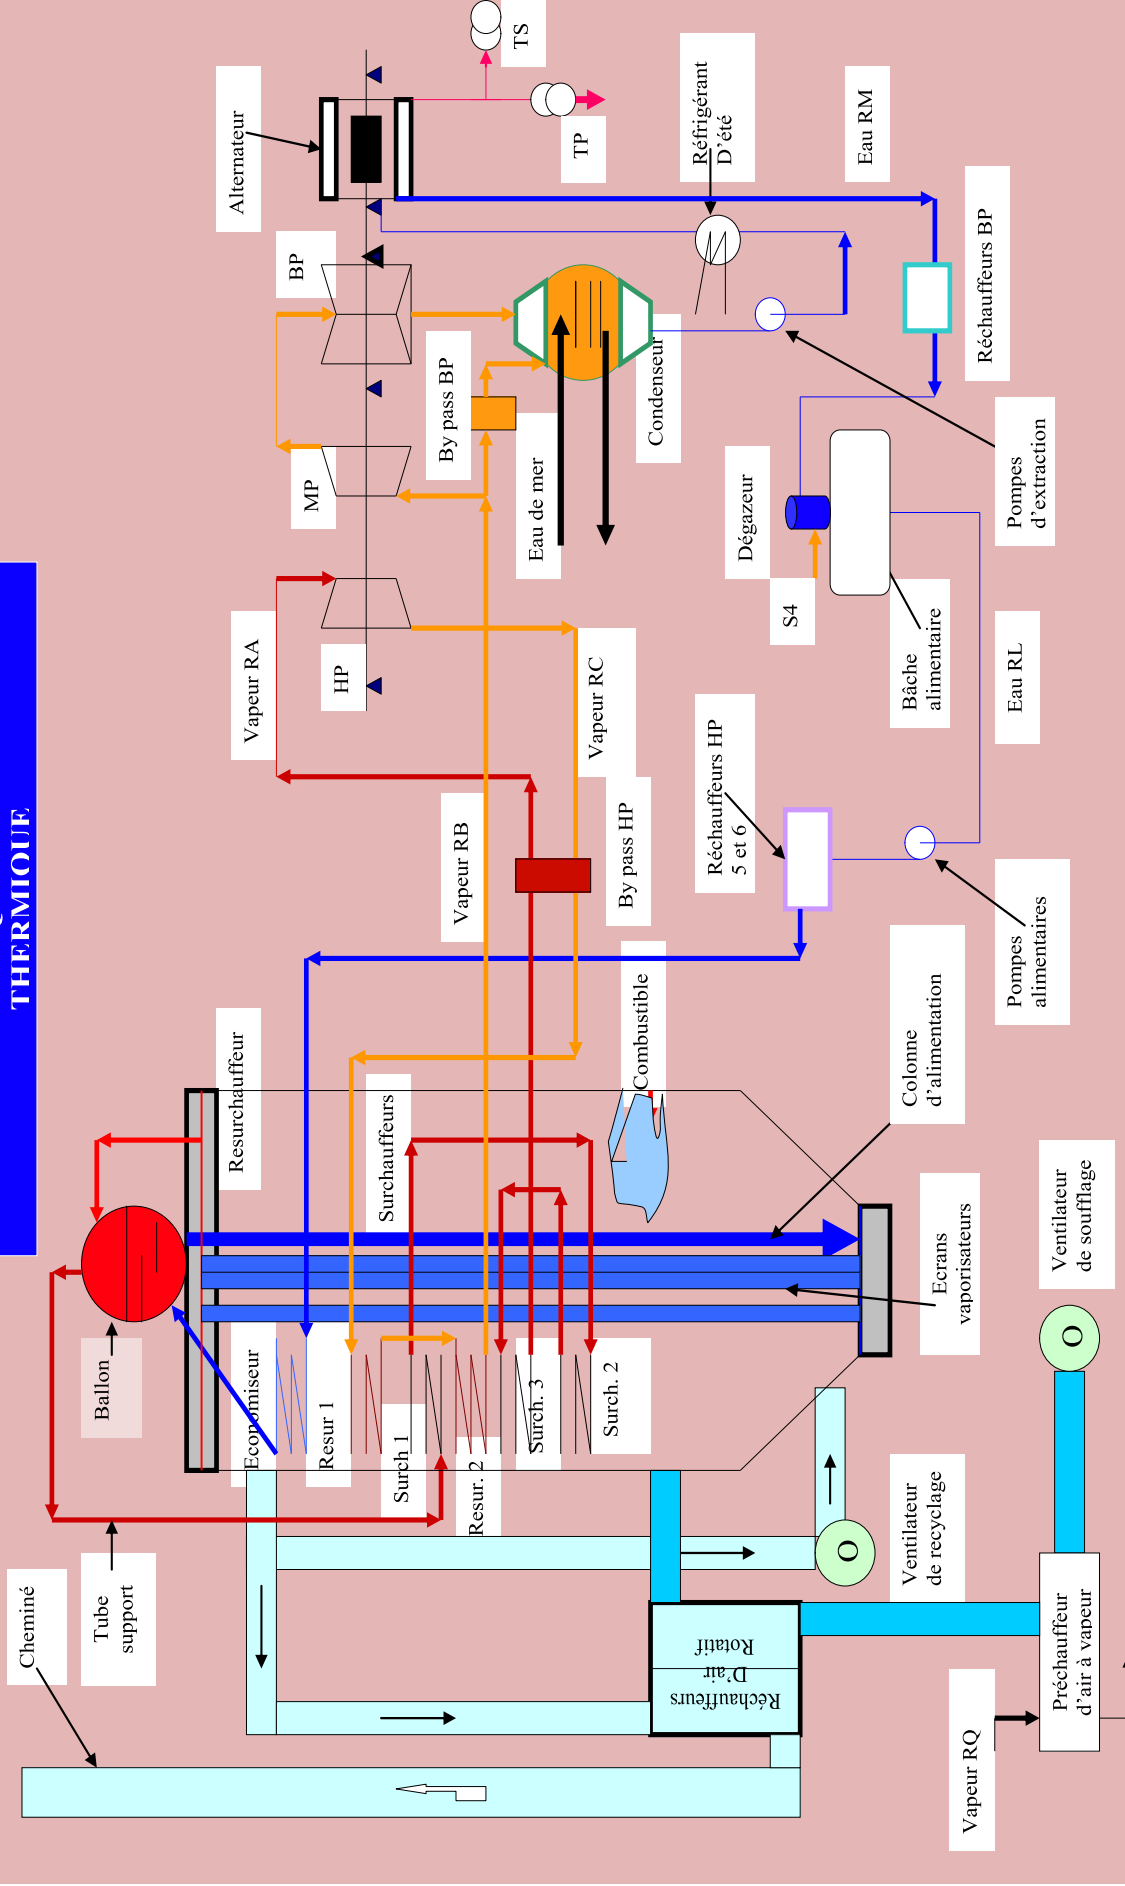 THERMIQUE
Cheminé
Tube
support
Ballon
Resurchauffeur
Economiseur
Resur 1
Surch 1
Resur. 2
Surch. 3
Surch. 2
Surchauffeurs
Combustible
Vapeur RA
Vapeur RB
Vapeur RC
By pass HP
HP
MP
BP
Alternateur
TS
TP
By pass BP
Eau de mer
Condenseur
Réfrigérant
D'été
Eau RM
Réchauffeurs BP
Pompes
d'extraction
Dégazeur
S4
Bâche
alimentaire
Eau RL
Réchauffeurs HP
5 et 6
Pompes
alimentaires
Colonne
d'alimentation
Ecrans
vaporisateurs
Ventilateur
de soufflage
O
Ventilateur
de recyclage
O
Réchauffeurs
D'air
Rotatif
Préchauffeur
d'air à vapeur
Vapeur RQ